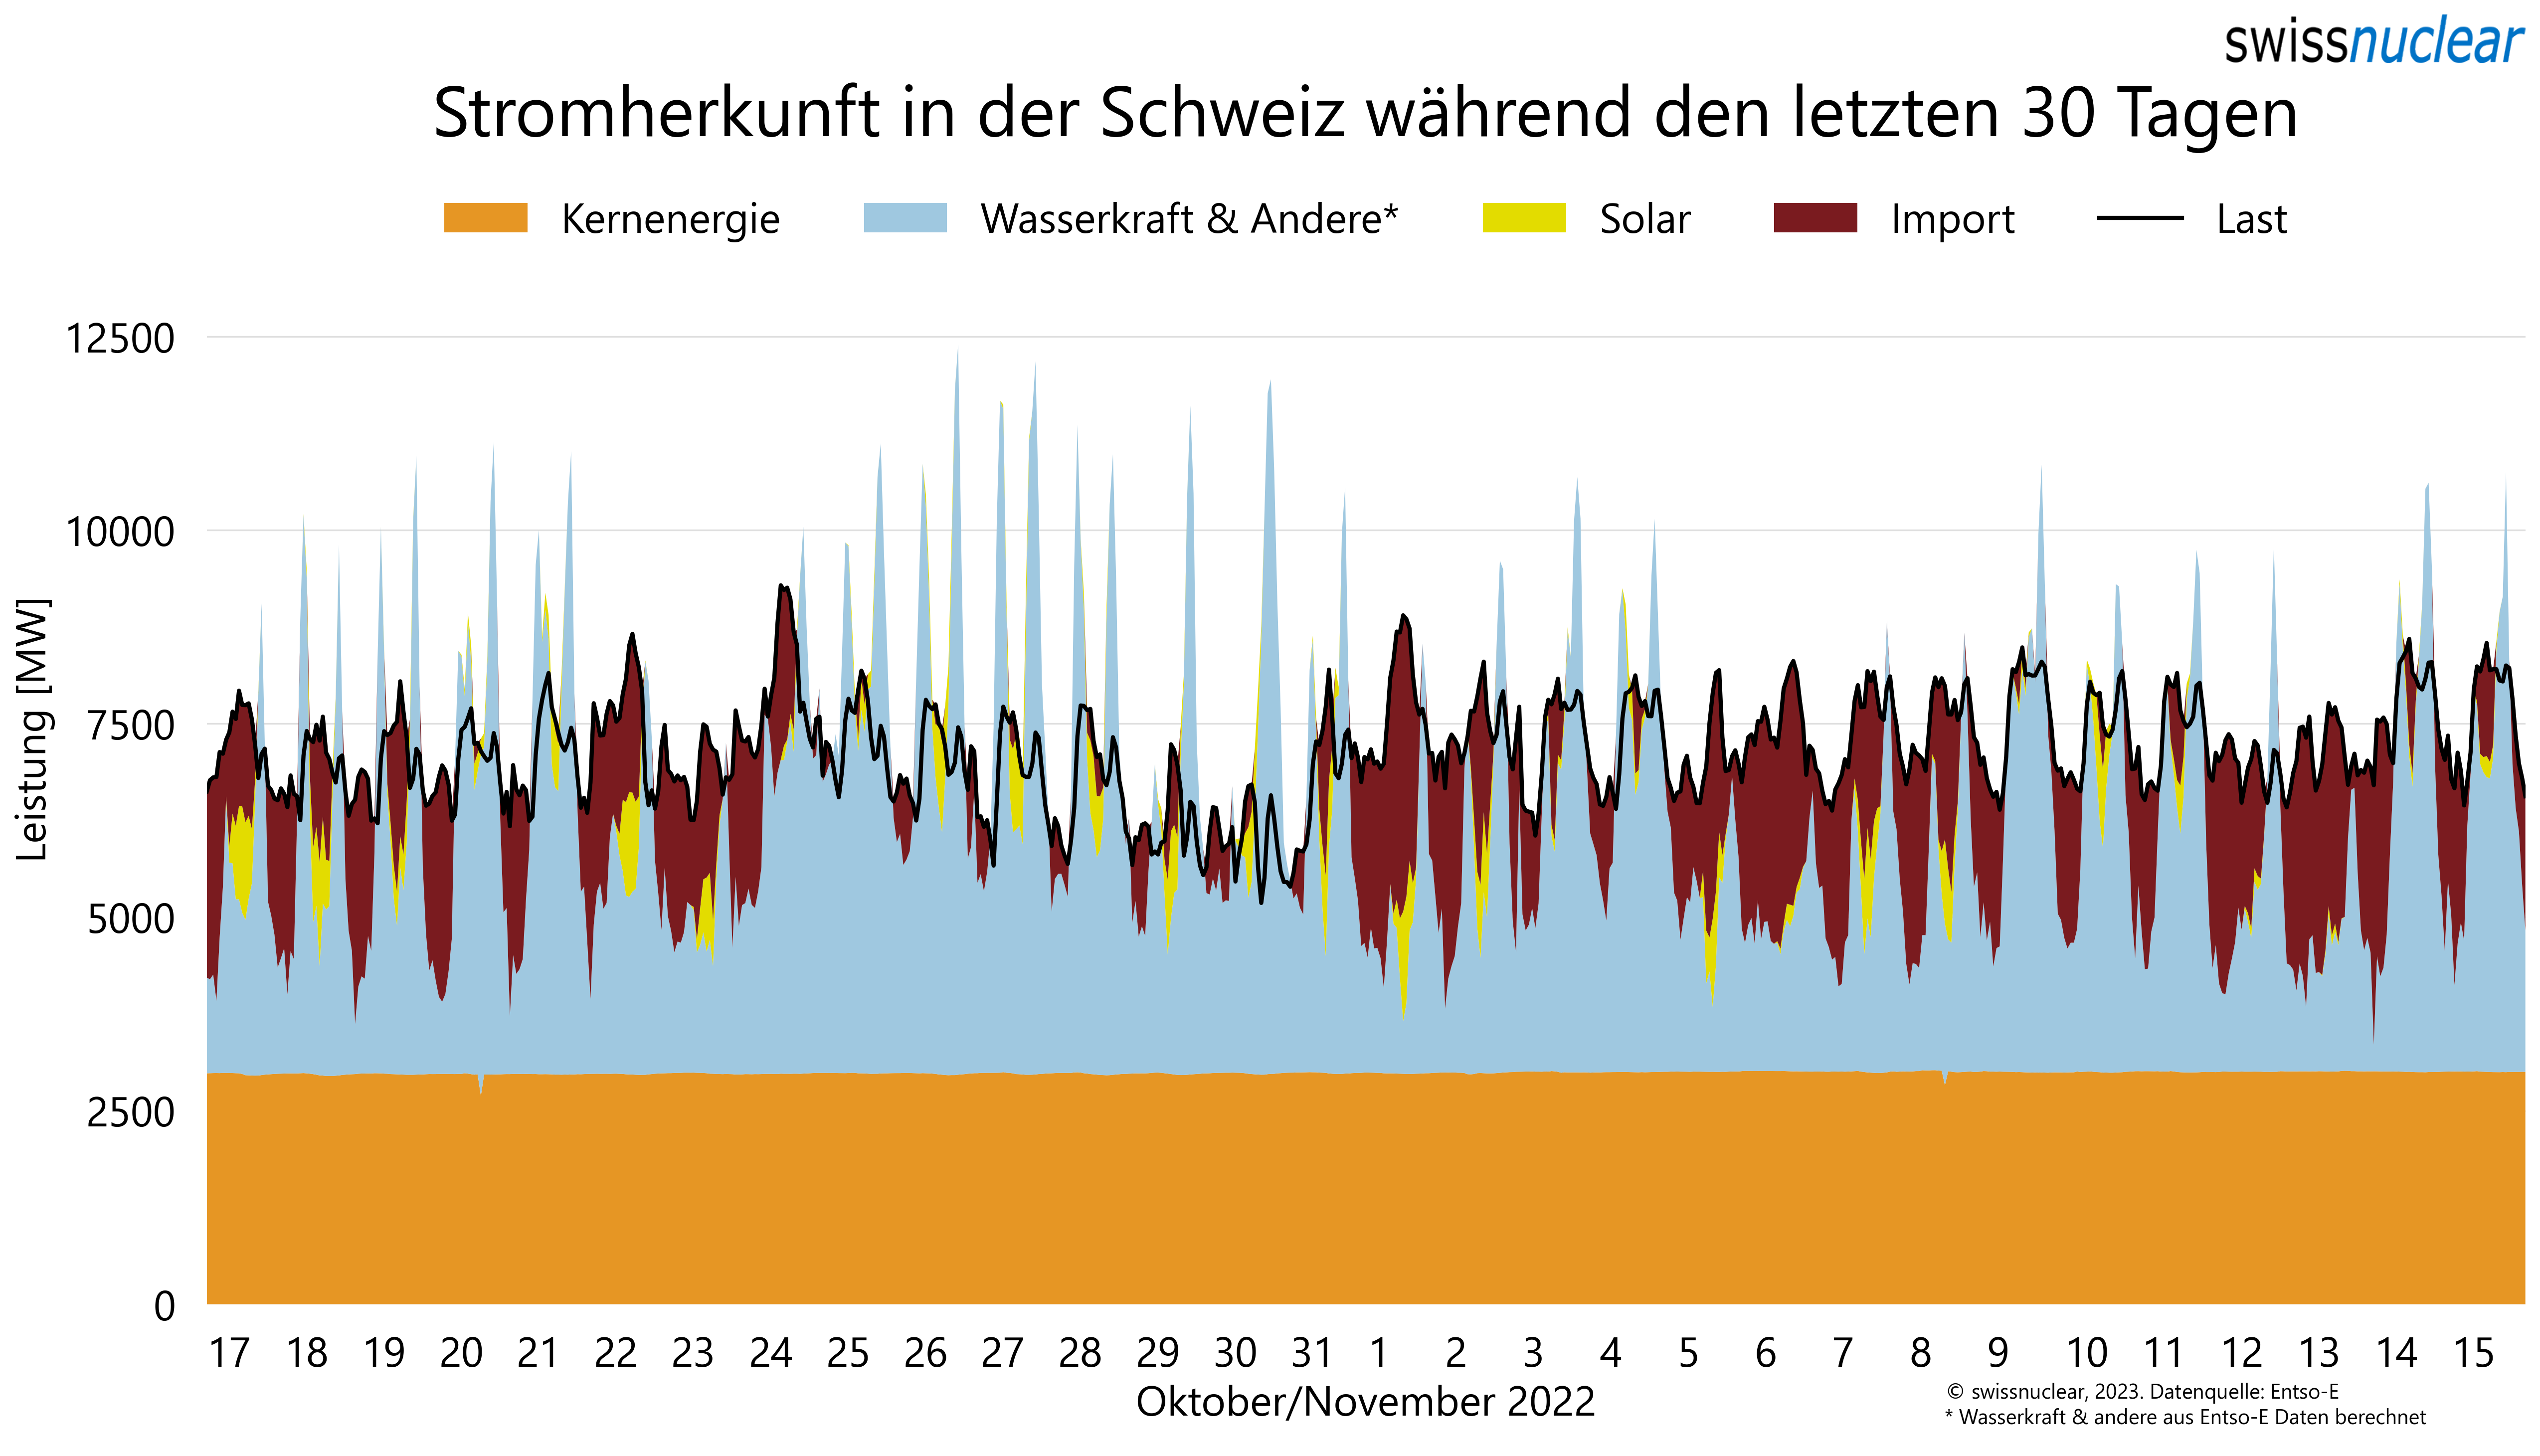 swissnuclear
Stromherkunft in der Schweiz während den letzten 30 Tagen
Kernenergie Wasserkraft & Andere* Solar Import Last
12500
10000
7500
5000
2500
0
Leistung [MW]
17 18 19 20 21 22 23 24 25 26 27 28 29 30 31 1 2 3 4 5 6 7 8 9 10 11 12 13 14 15
Oktober/November 2022
© swissnuclear, 2023. Datenquelle: Entso-E
* Wasserkraft & andere aus Entso-E Daten berechnet